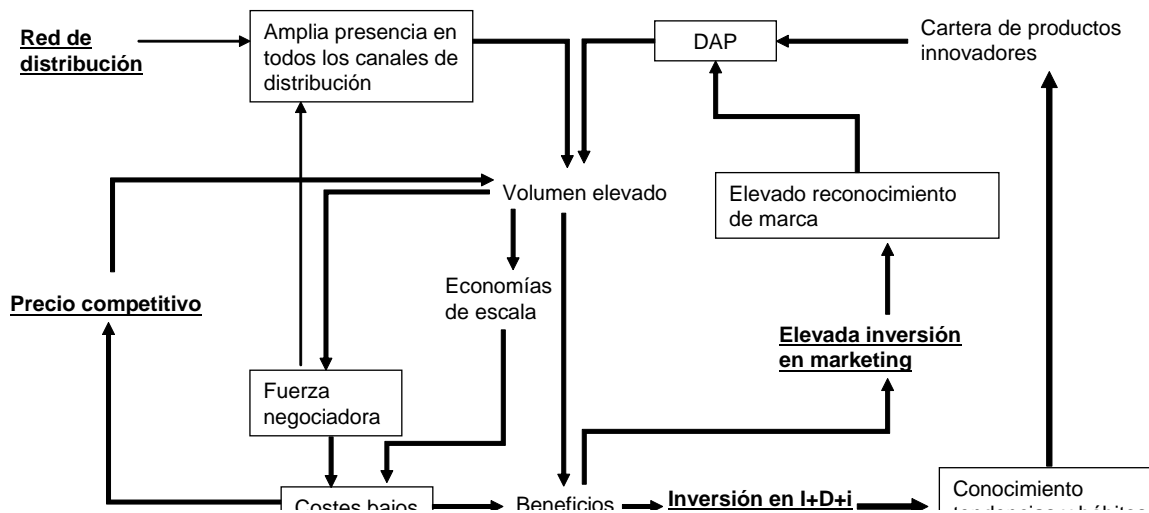 Red de
distribución
Amplia presencia en
todos los canales de
distribución
DAP
Cartera de productos
innovadores
Volumen elevado
Elevado reconocimiento
de marca
Economías
de escala
Precio competitivo
Elevada inversión
en marketing
Fuerza
negociadora
Costes bajos
Beneficios
Inversión en I+D+i
Conocimiento
tendencias y hábitos